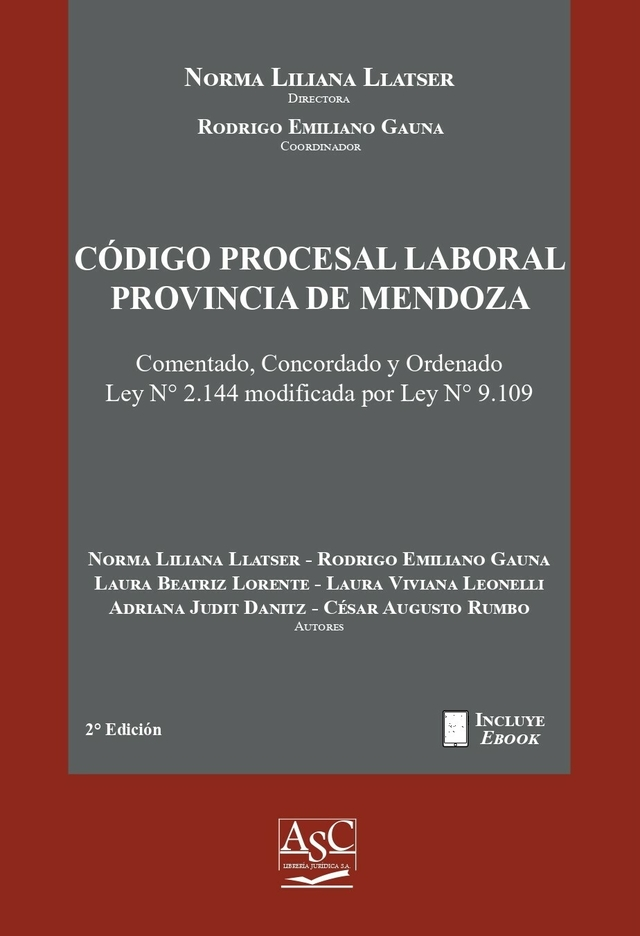 NORMA LILIANA LLATSER
DIRECTORA
RODRIGO EMILIANO GAUNA
COORDINADOR
CÓDIGO PROCESAL LABORAL
PROVINCIA DE MENDOZA
Comentado, Concordado y Ordenado
Ley N° 2.144 modificada por Ley N° 9.109
NORMA LILIANA LLATSER - RODRIGO EMILIANO GAUNA
LAURA BEATRIZ LORENTE - LAURA VIVIANA LEONELLI
ADRIANA JUDIT DANITZ - CÉSAR AUGUSTO RUMBO
AUTORES
2° Edición
INCLUYE
EBOOK
ASC
LIBRERÍA JURÍDICA S.A.